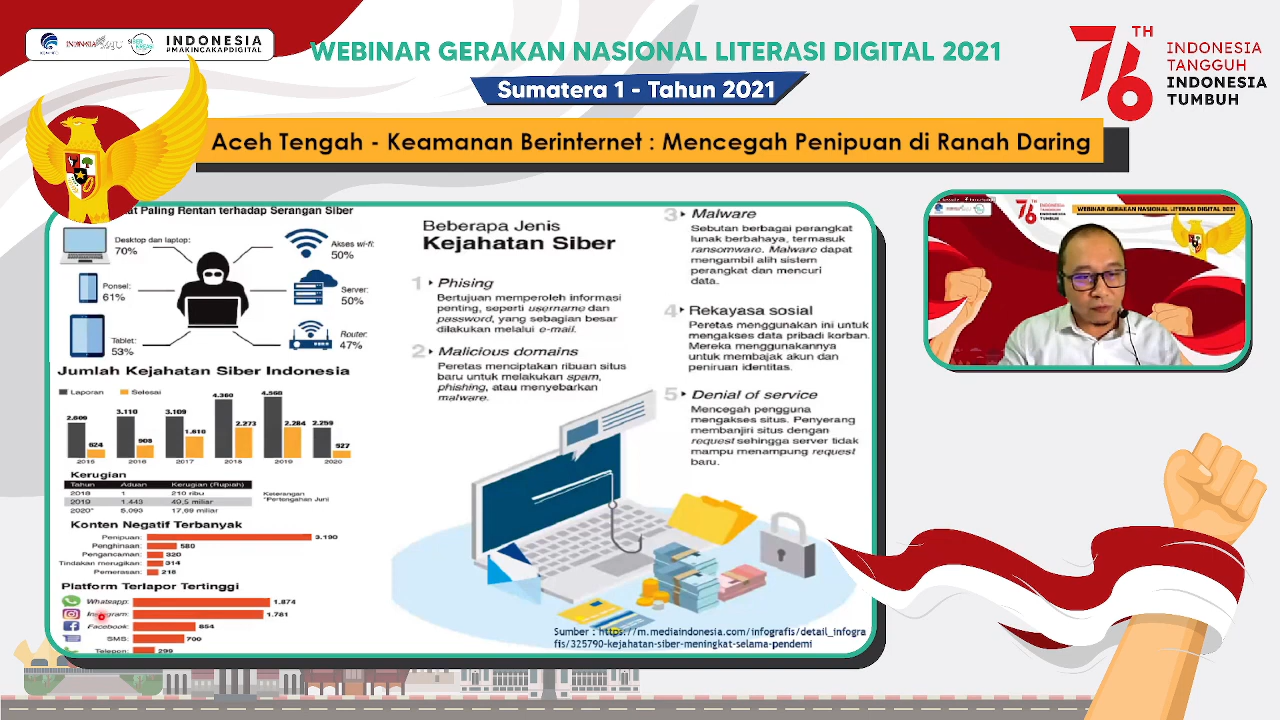 INDONESIA
#MAKINCAKAPDIGITAL
WEBINAR GERAKAN NASIONAL LITERASI DIGITAL 2021
Sumatera 1 - Tahun 2021
76 TH
INDONESIA
TANGGUH
INDONESIA
TUMBUH
Aceh Tengah - Keamanan Berinternet : Mencegah Penipuan di Ranah Daring
Paling Rentan terhadap Serangan Siber
Desktop dan laptop:
70%
Akses wi-fi:
50%
Ponsel:
61%
Server:
50%
Tablet:
53%
Router:
47%
Jumlah Kejahatan Siber Indonesia
Laporan Selesai
2.609 624 3.110 905 3.109 1.610 4.360 2.273 4.568 2.284 2.259 527
2015 2016 2017 2018 2019 2020
Kerugian
Tahun Aduan Kerugian (Rupiah)
2018 1 210 ribu
2019 1.443 49,5 miliar
2020* 5.093 17,69 miliar
Keterangan
*Pertengahan Juni
Konten Negatif Terbanyak
Penipuan: 3.190
Penghinaan: 580
Pengancaman: 320
Tindakan merugikan: 314
Pemerasan: 216
Platform Terlapor Tertinggi
Whatsapp: 1.874
Instagram: 1.761
Facebook: 854
SMS: 700
Telepon: 299
Beberapa Jenis
Kejahatan Siber
1 Phising
Bertujuan memperoleh informasi
penting, seperti username dan
password, yang sebagian besar
dilakukan melalui e-mail.
2 Malicious domains
Peretas menciptakan ribuan situs
baru untuk melakukan spam,
phishing, atau menyebarkan
malware.
3 Malware
Sebutan berbagai perangkat
lunak berbahaya, termasuk
ransomware. Malware dapat
mengambil alih sistem
perangkat dan mencuri
data.
4 Rekayasa sosial
Peretas menggunakan ini untuk
mengakses data pribadi korban.
Mereka menggunakannya
untuk membajak akun dan
peniruan identitas.
5 Denial of service
Mencegah pengguna
mengakses situs. Penyerang
membanjiri situs dengan
request sehingga server tidak
mampu menampung request
baru.
Sumber : https://m.mediaindonesia.com/infografis/detail_infogra
fis/325790-kejahatan-siber-meningkat-selama-pendemi
76 TH
WEBINAR GERAKAN NASIONAL LITERASI DIGITAL 2021